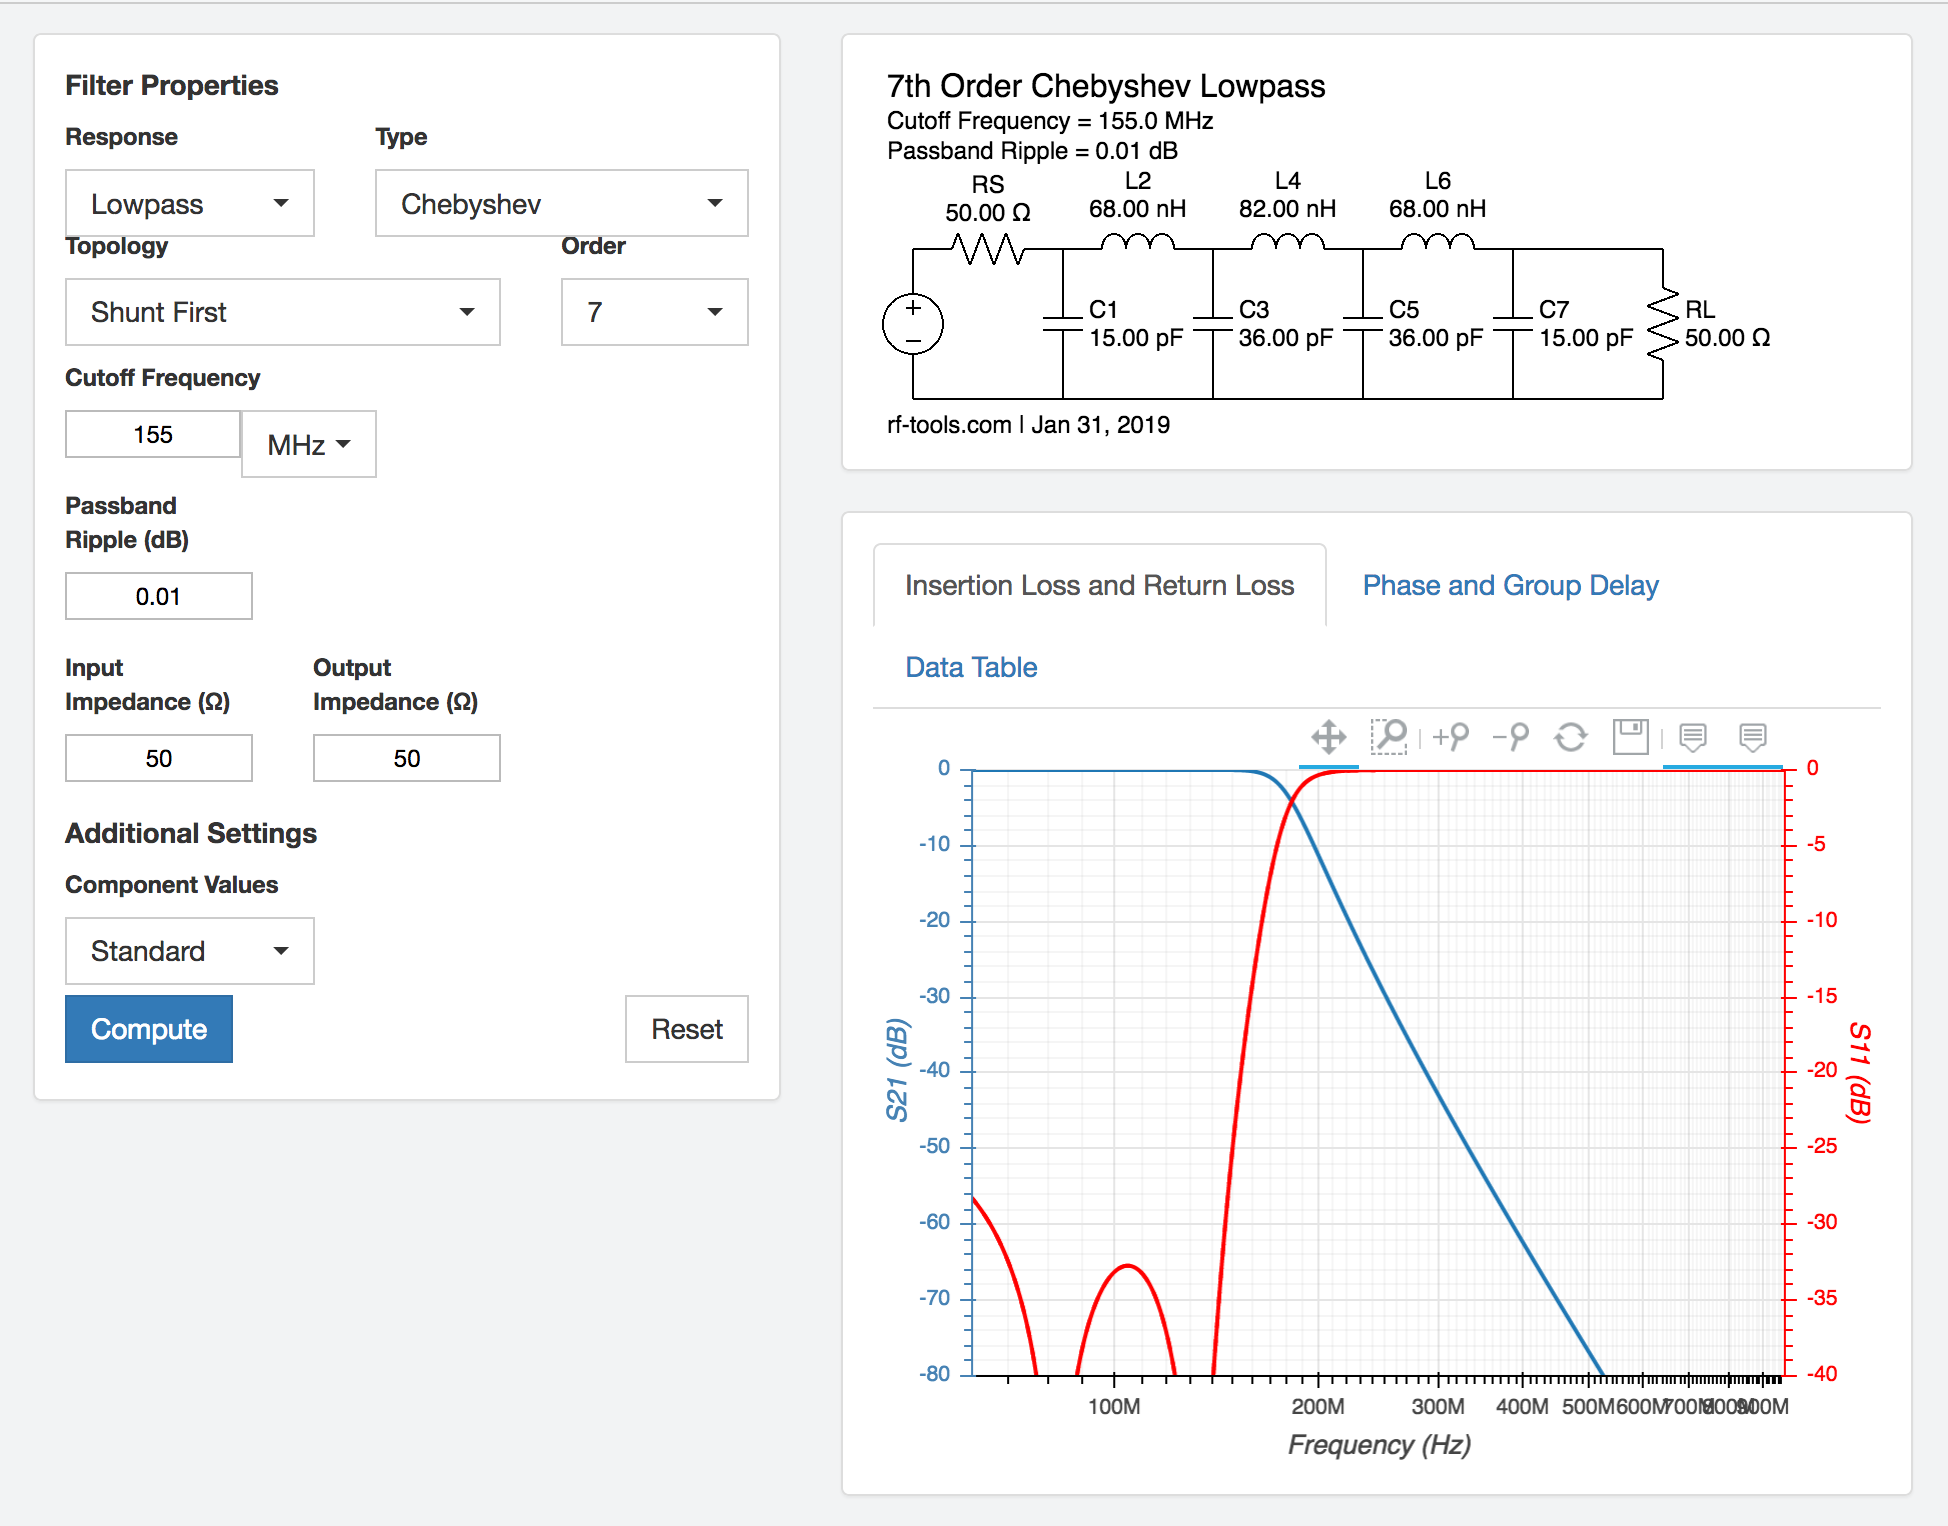 Filter Properties
Response Type
Lowpass Chebyshev
Topology Order
Shunt First 7
Cutoff Frequency
155 MHz
Passband
Ripple (dB)
0.01
Input Output
Impedance (Ω) Impedance (Ω)
50 50
Additional Settings
Component Values
Standard
Compute Reset
7th Order Chebyshev Lowpass
Cutoff Frequency = 155.0 MHz
Passband Ripple = 0.01 dB
RS L2 L4 L6
50.00 Ω 68.00 nH 82.00 nH 68.00 nH
+ C1 C3 C5 C7 RL
− 15.00 pF 36.00 pF 36.00 pF 15.00 pF 50.00 Ω
rf-tools.com | Jan 31, 2019
Insertion Loss and Return Loss Phase and Group Delay
Data Table
0 0
-10 -5
-20 -10
-30 -15
-40 -20
-50 -25
-60 -30
-70 -35
-80 -40
S21 (dB)
S11 (dB)
100M 200M 300M 400M 500M 600M 700M 800M 900M
Frequency (Hz)